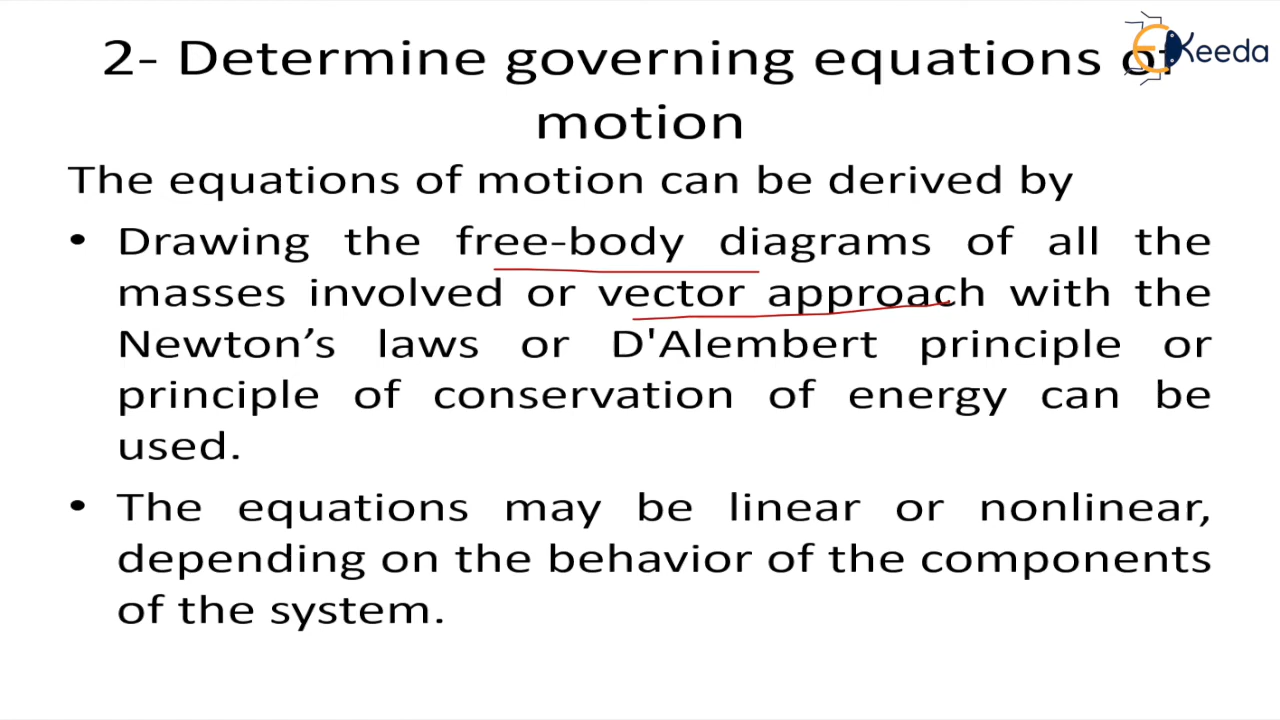 2- Determine governing equations of
motion
Keeda
The equations of motion can be derived by
• Drawing the free-body diagrams of all the
masses involved or vector approach with the
Newton’s laws or D'Alembert principle or
principle of conservation of energy can be
used.
• The equations may be linear or nonlinear,
depending on the behavior of the components
of the system.